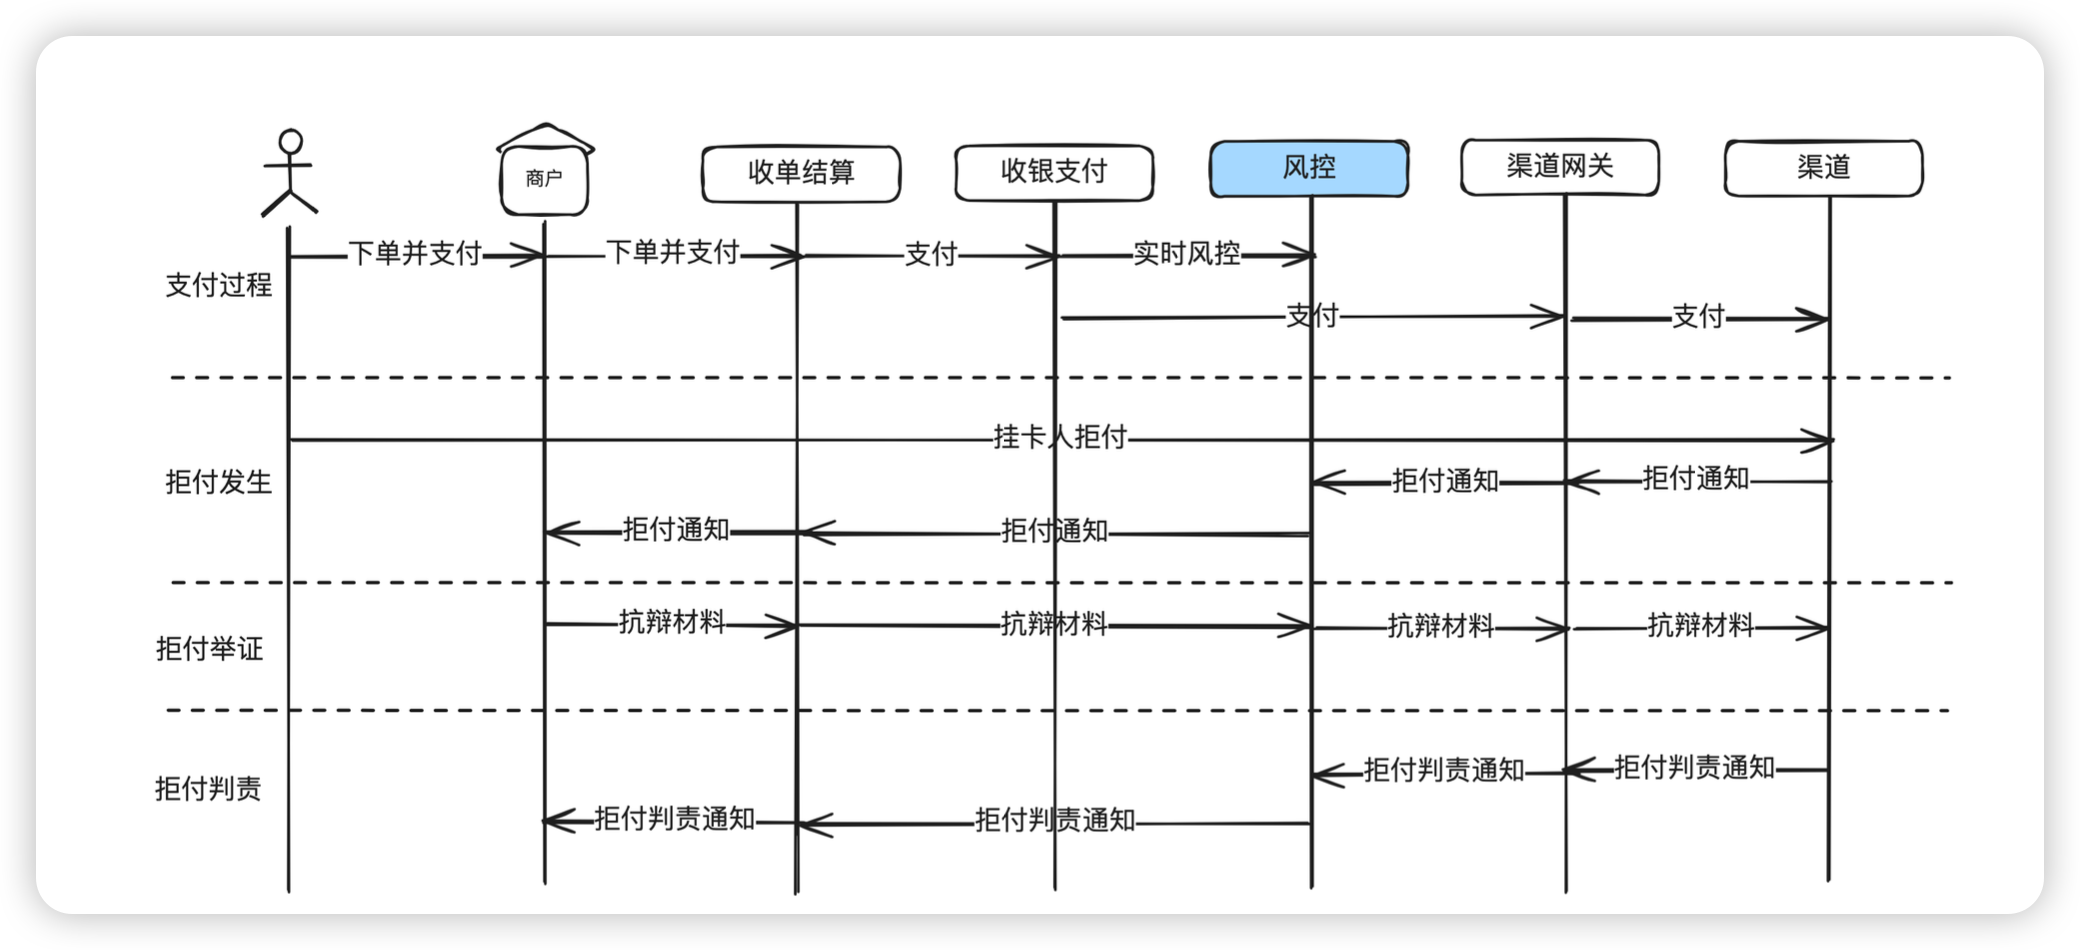 商户
收单结算
收银支付
风控
渠道网关
渠道
下单并支付
下单并支付
支付
实时风控
支付过程
支付
支付
挂卡人拒付
拒付发生
拒付通知
拒付通知
拒付通知
拒付通知
抗辩材料
抗辩材料
抗辩材料
抗辩材料
拒付举证
拒付判责通知
拒付判责通知
拒付判责
拒付判责通知
拒付判责通知